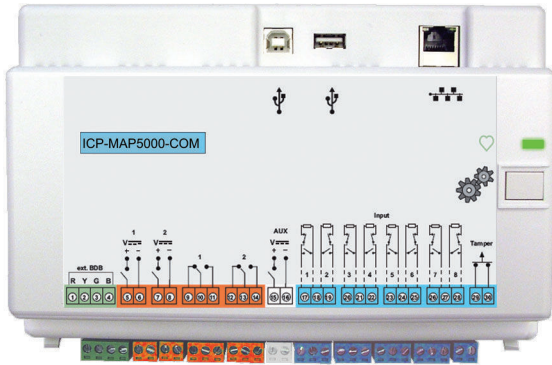 ICP-MAP5000-COM
Input
1 2 AUX
V V V
+ - + - 1 2 + - Tamper
ext. BDB
R Y G B 1 2 3 4 5 6 7 8
1 2 3 4 5 6 7 8 9 10 11 12 13 14 15 16 17 18 19 20 21 22 23 24 25 26 27 28 29 30